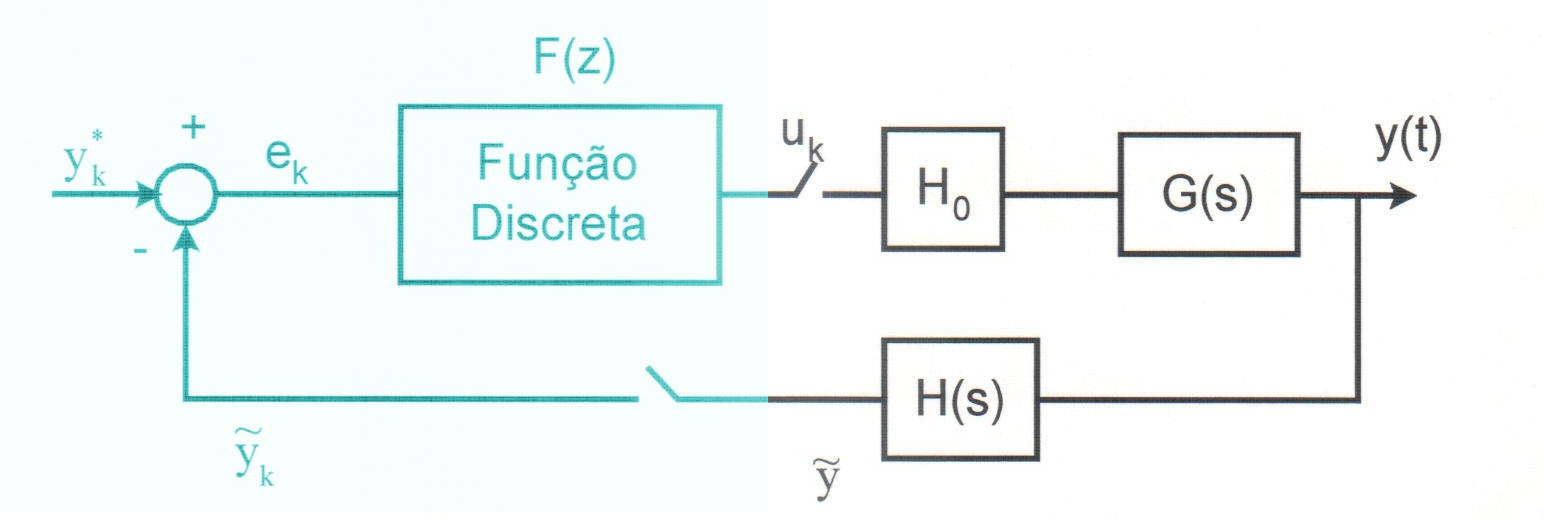 F(z)
y*k
+
ek
Função
Discreta
uk
H0
G(s)
y(t)
-
H(s)
ỹk
ỹ